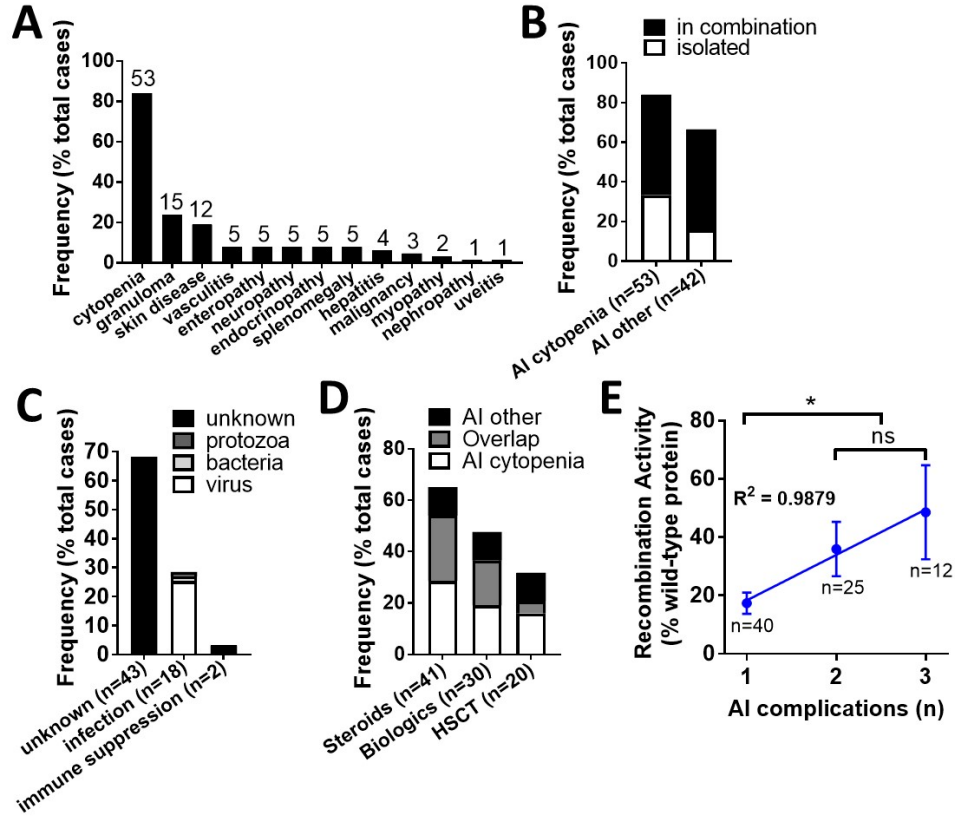 A
Frequency (% total cases)
100
80
60
40
20
0
53
15
12
5
5
5
5
5
4
3
2
1
1
cytopenia
granuloma
skin disease
vasculitis
enteropathy
neuropathy
endocrinopathy
splenomegaly
hepatitis
malignancy
myopathy
nephropathy
uveitis
B
in combination
isolated
Frequency (% total cases)
100
80
60
40
20
0
AI cytopenia (n=53)
AI other (n=42)
C
unknown
protozoa
bacteria
virus
Frequency (% total cases)
70
60
50
40
30
20
10
0
unknown (n=43)
infection (n=18)
immune suppression (n=2)
D
AI other
Overlap
AI cytopenia
Frequency (% total cases)
80
60
40
20
0
Steroids (n=41)
Biologics (n=30)
HSCT (n=20)
E
Recombination Activity
(% wild-type protein)
80
60
40
20
0
*
ns
R² = 0.9879
n=40
n=25
n=12
1
2
3
AI complications (n)